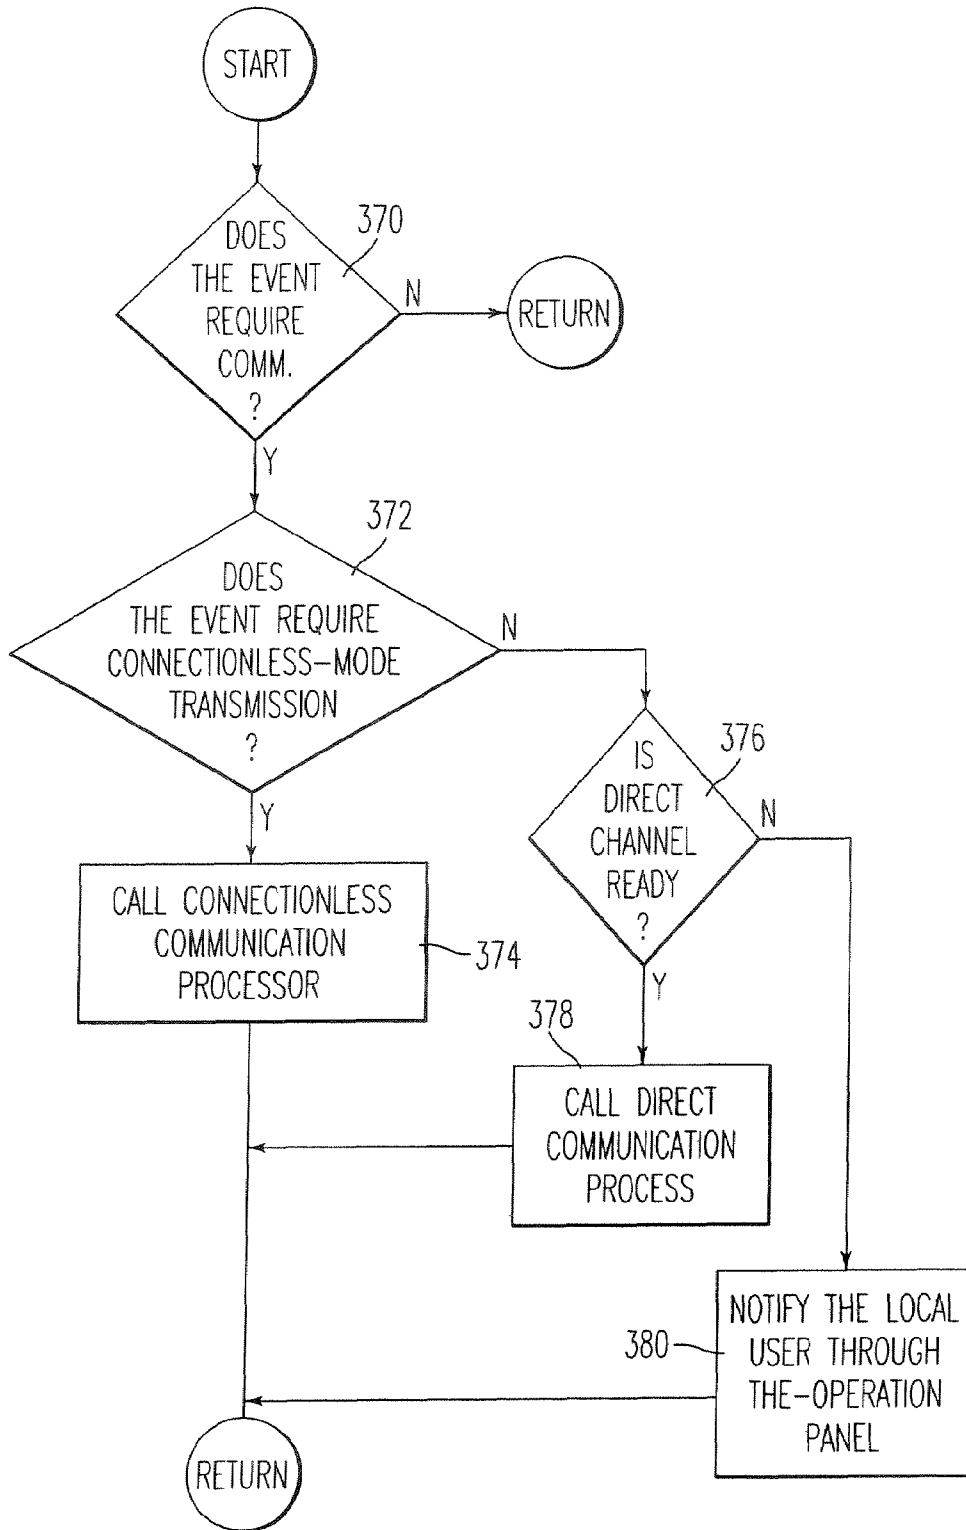 START
370
DOES
THE EVENT
REQUIRE
COMM.
?
N
RETURN
Y
372
DOES
THE EVENT REQUIRE
CONNECTIONLESS-MODE
TRANSMISSION
?
N
Y
376
IS
DIRECT
CHANNEL
READY
?
N
Y
CALL CONNECTIONLESS
COMMUNICATION
PROCESSOR
374
378
CALL DIRECT
COMMUNICATION
PROCESS
380
NOTIFY THE LOCAL
USER THROUGH
THE-OPERATION
PANEL
RETURN